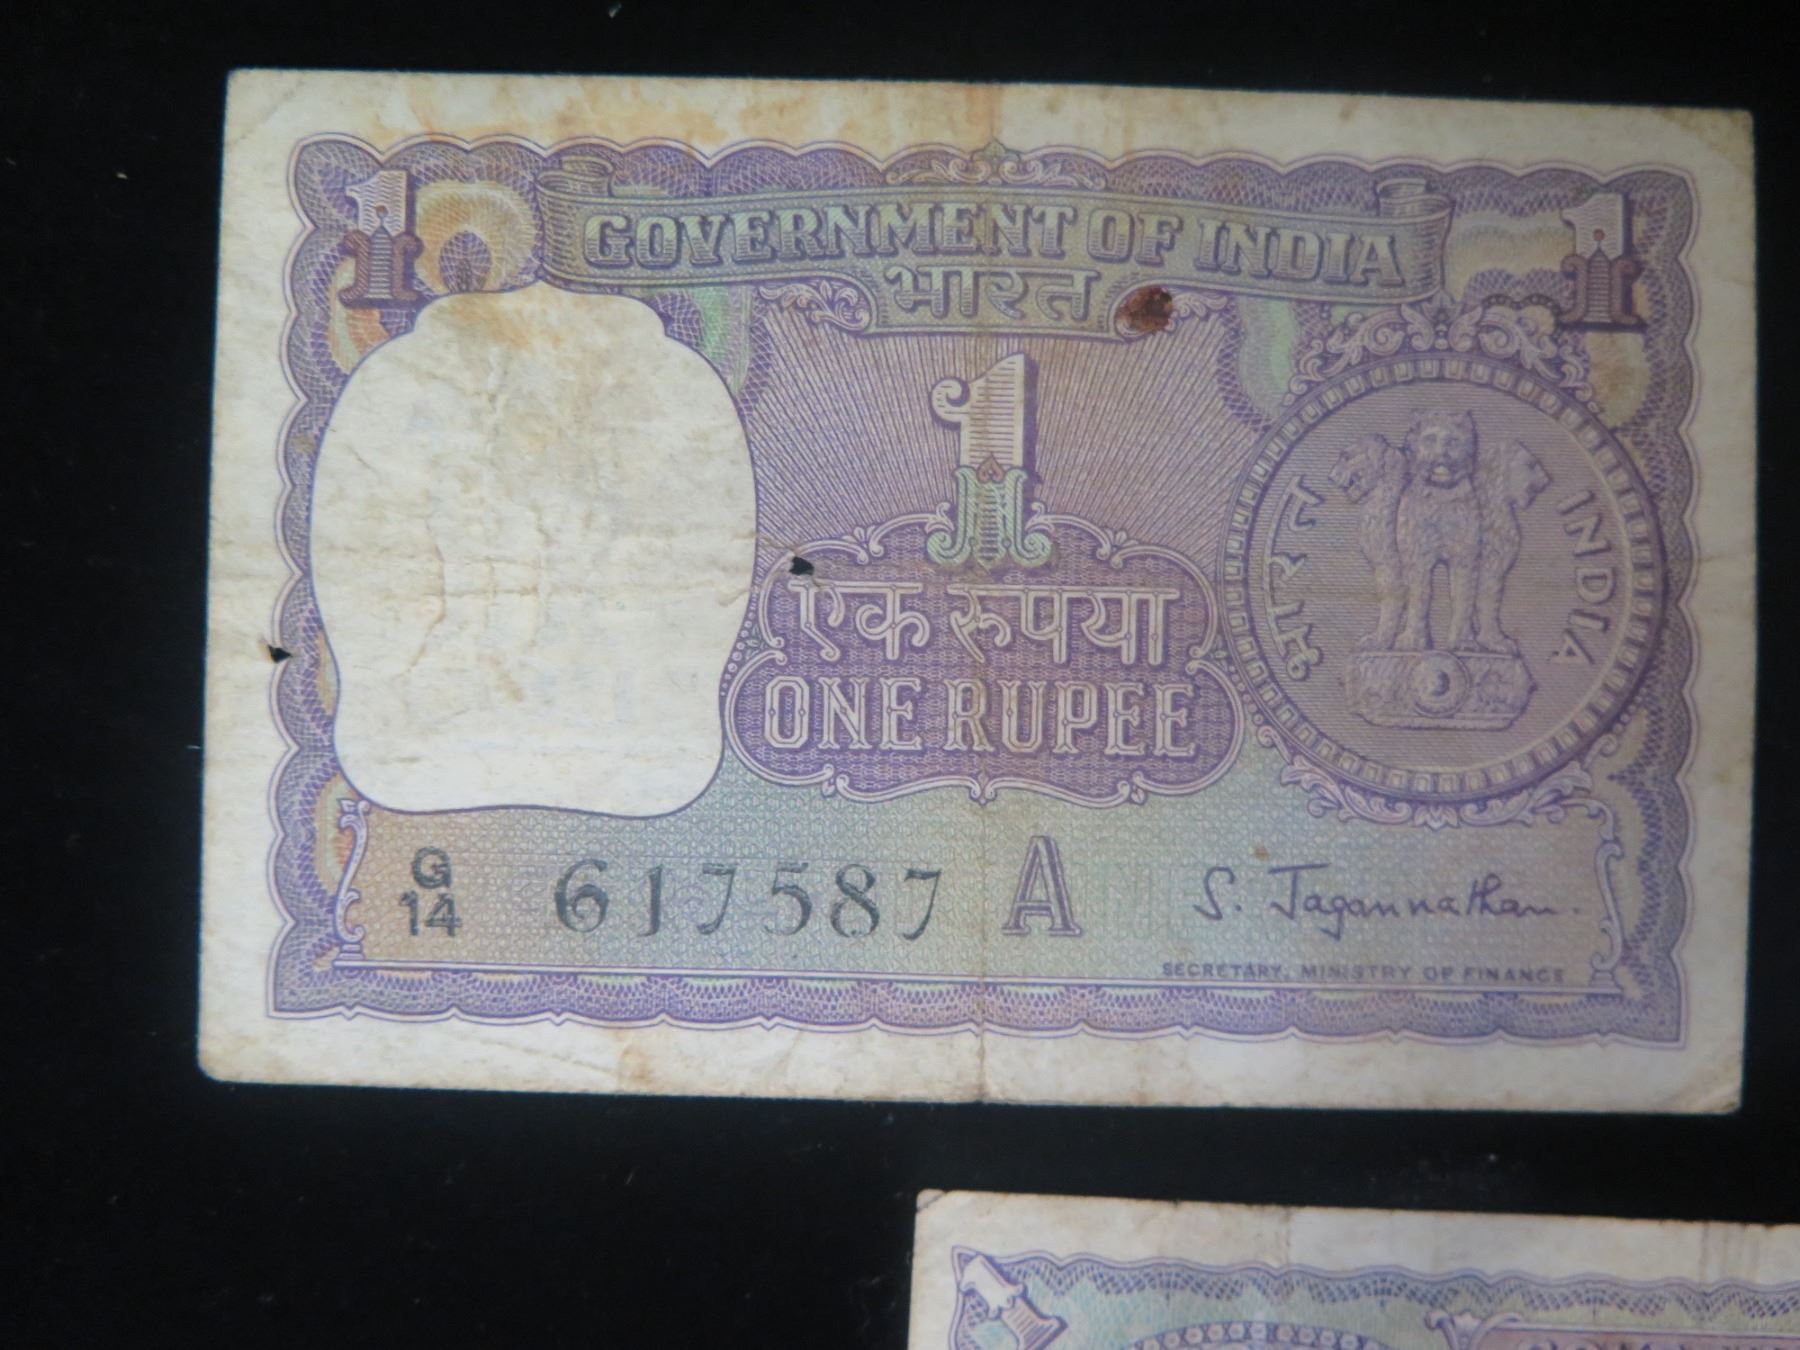 1 GOVERNMENT OF INDIA 1
भारत
1
भारत INDIA
एक रुपया
ONE RUPEE
G
14 617587 A S. Jagannathan.
SECRETARY, MINISTRY OF FINANCE
1